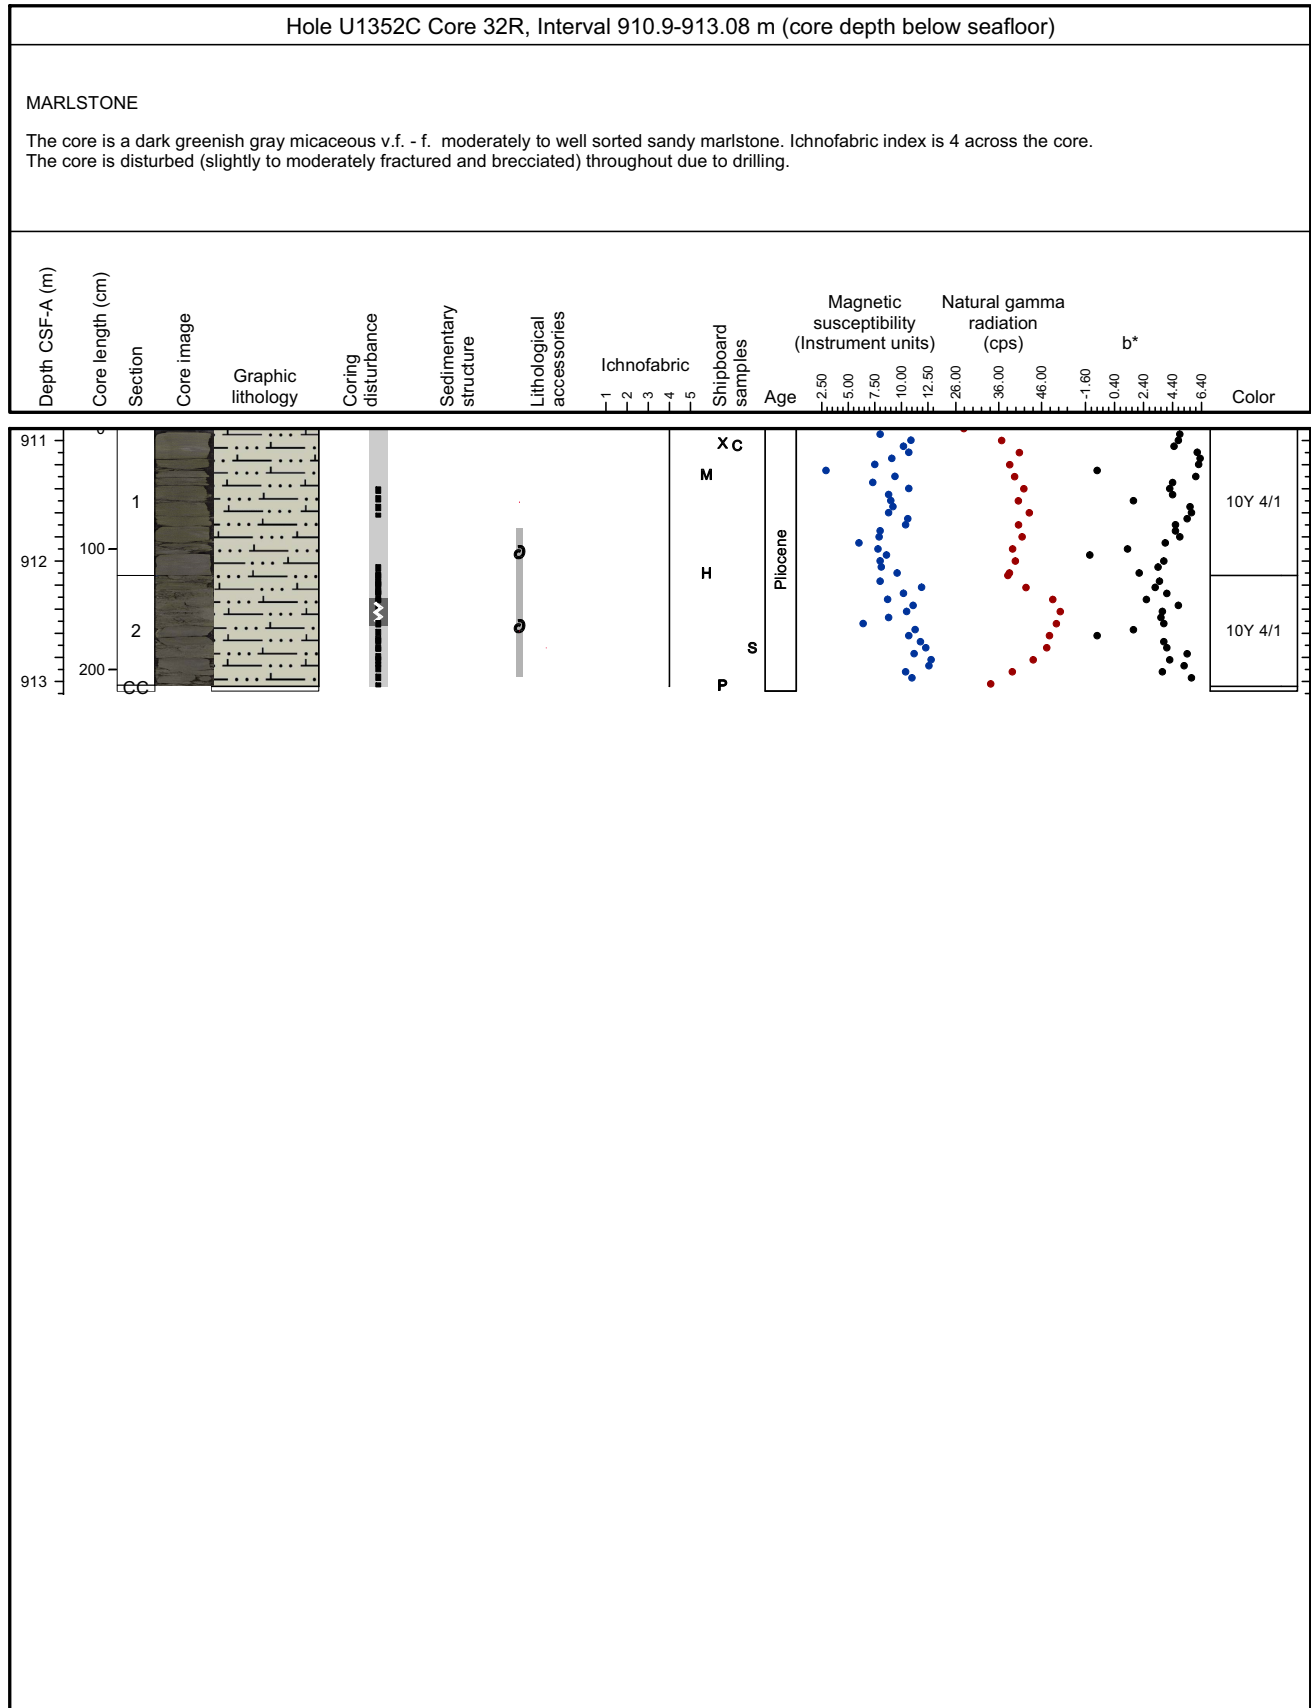 Hole U1352C Core 32R, Interval 910.9-913.08 m (core depth below seafloor)
MARLSTONE
The core is a dark greenish gray micaceous v.f. - f.  moderately to well sorted sandy marlstone. Ichnofabric index is 4 across the core.
The core is disturbed (slightly to moderately fractured and brecciated) throughout due to drilling.
Depth CSF-A (m)
Core length (cm)
Section
Core image
Graphic
lithology
Coring
disturbance
Sedimentary
structure
Lithological
accessories
Ichnofabric
1 2 3 4 5
Shipboard
samples
Age
Magnetic
susceptibility
(Instrument units)
2.50 5.00 7.50 10.00 12.50
Natural gamma
radiation
(cps)
26.00 36.00 46.00
b*
-1.60 0.40 2.40 4.40 6.40
Color
911
912
913
0
100
200
1
2
CC
X C
M
H
S
P
Pliocene
10Y 4/1
10Y 4/1